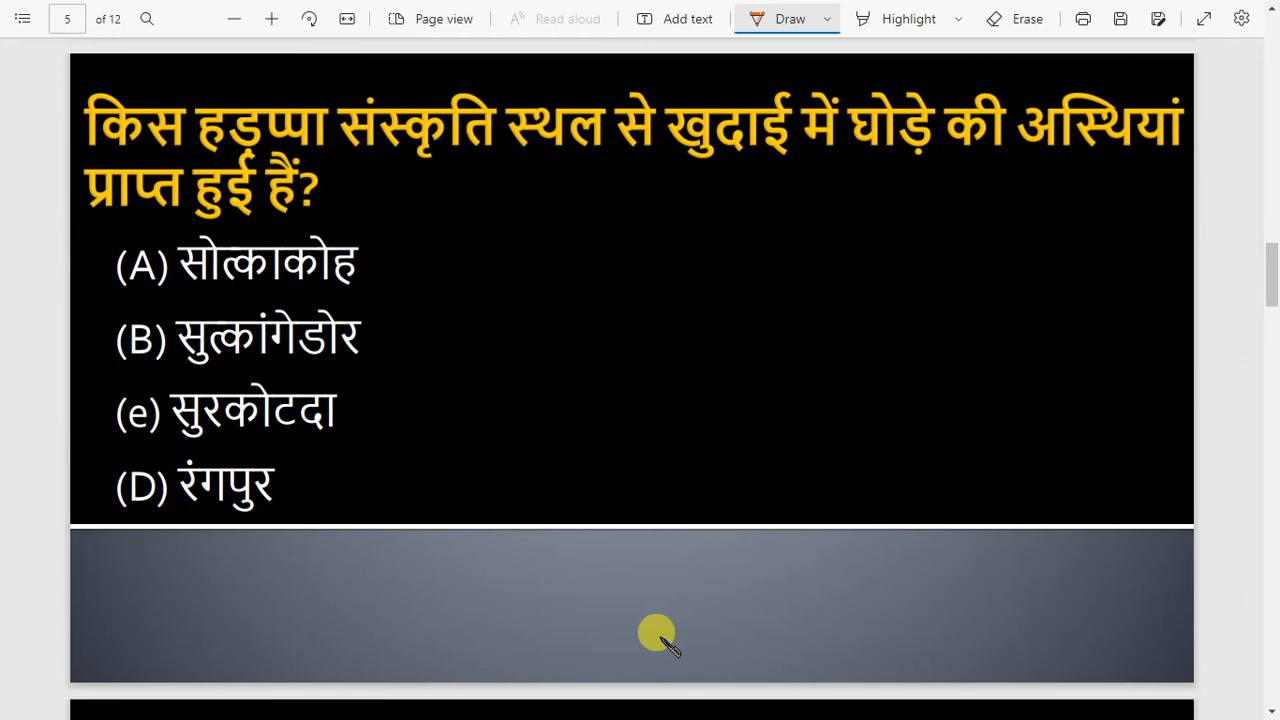 5 of 12 Page view Read aloud Add text Draw Highlight Erase
किस हड़प्पा संस्कृति स्थल से खुदाई में घोड़े की अस्थियां
प्राप्त हुई हैं?
(A) सोत्काकोह
(B) सुत्कांगेडोर
(e) सुरकोटदा
(D) रंगपुर